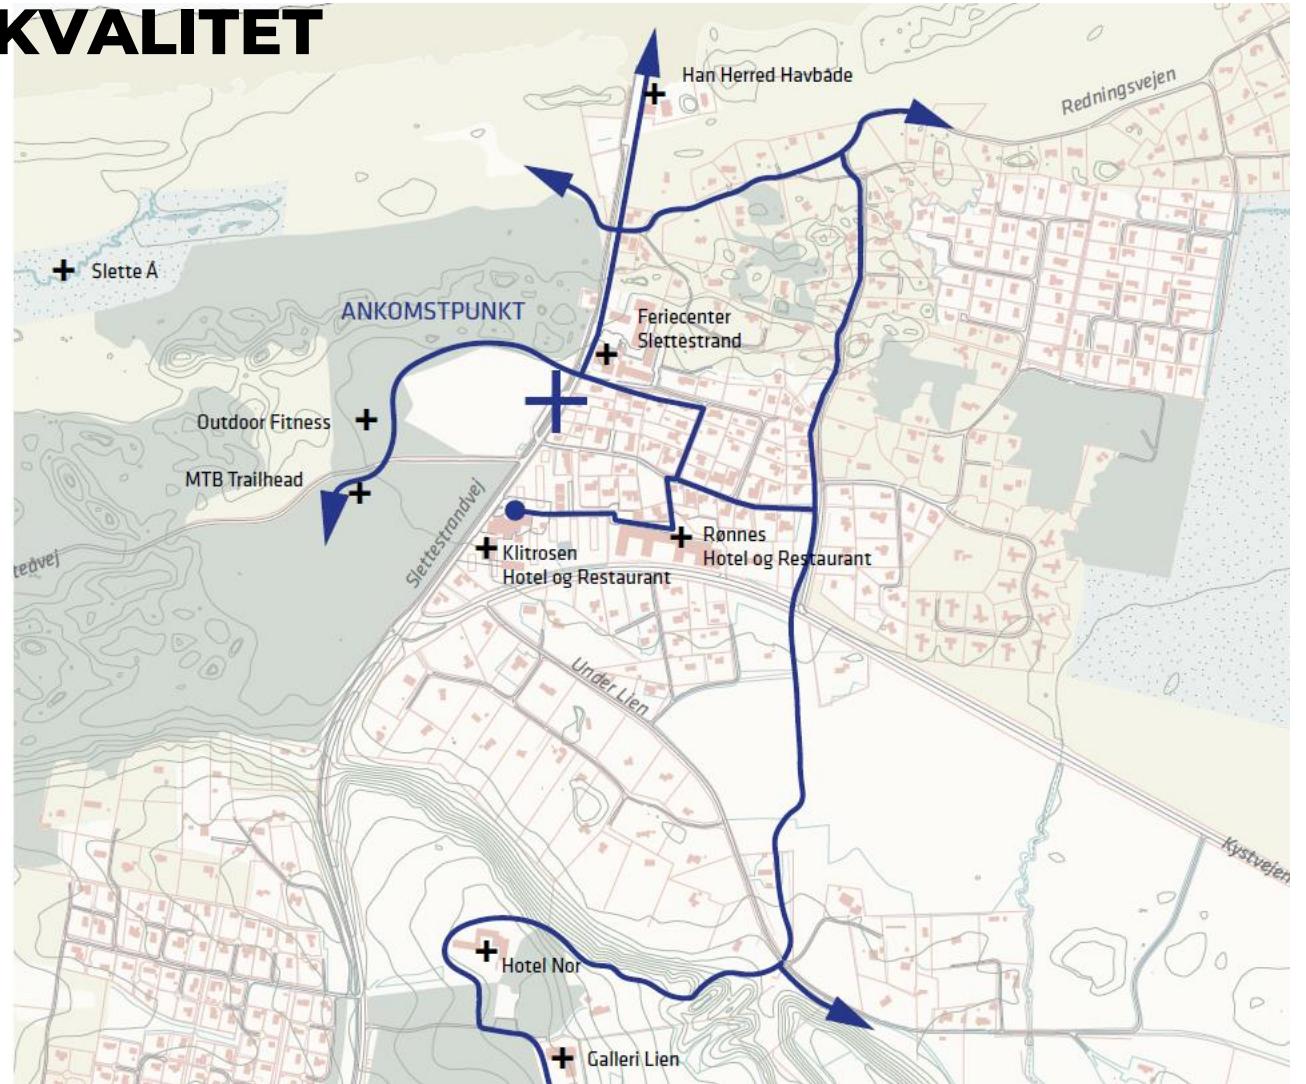 KVALITET
Han Herred Havbåde
Redningsvejen
Slette Å
ANKOMSTPUNKT
Feriecenter
Slettestrand
Outdoor Fitness
MTB Trailhead
Slettestrandvej
Rønnes
Hotel og Restaurant
Klitrosen
Hotel og Restaurant
Under Lien
Kystvejen
Hotel Nor
Galleri Lien